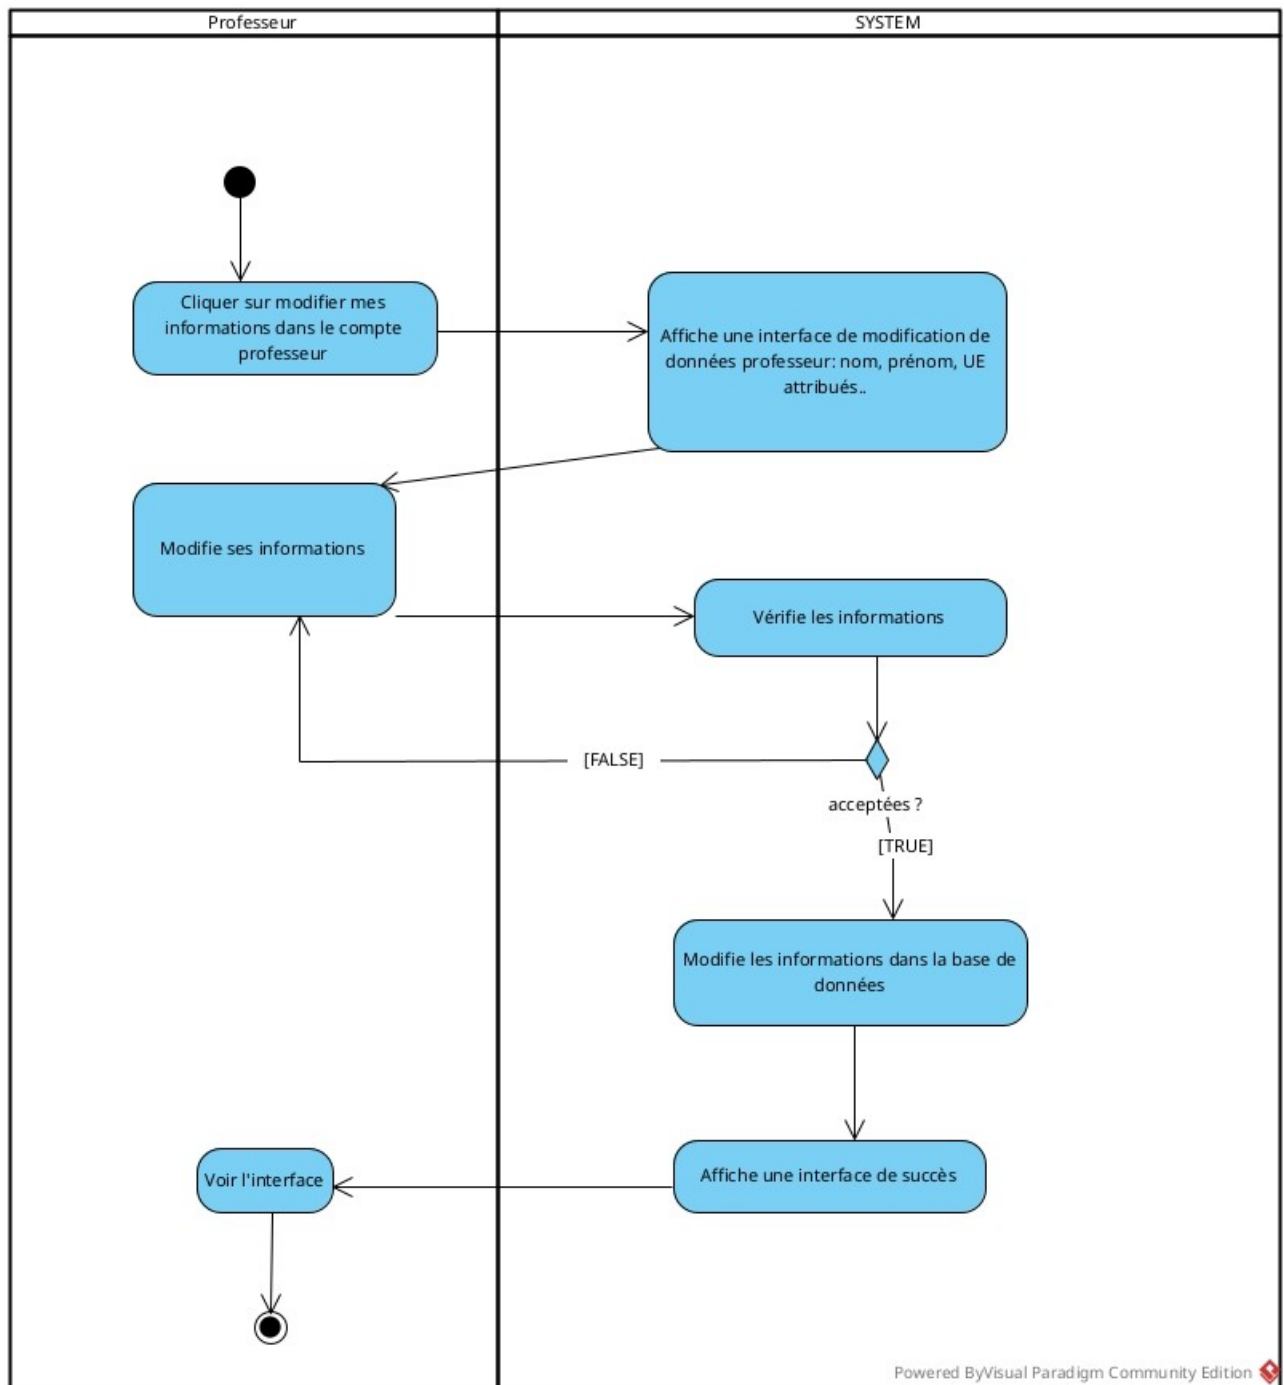 Professeur
SYSTEM
Cliquer sur modifier mes
informations dans le compte
professeur
Affiche une interface de modification de
données professeur: nom, prénom, UE
attribués..
Modifie ses informations
Vérifie les informations
[FALSE]
acceptées ?
[TRUE]
Modifie les informations dans la base de
données
Affiche une interface de succès
Voir l'interface
Powered ByVisual Paradigm Community Edition